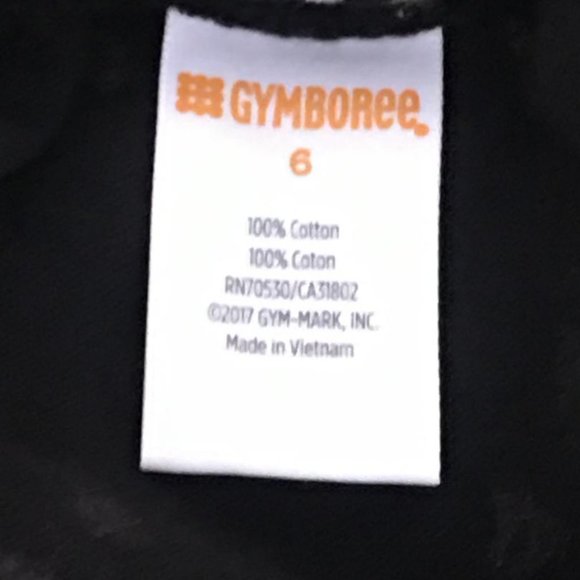 GYMBORee
6
100% Cotton
100% Coton
RN70530/CA31802
©2017 GYM-MARK, INC.
Made in Vietnam